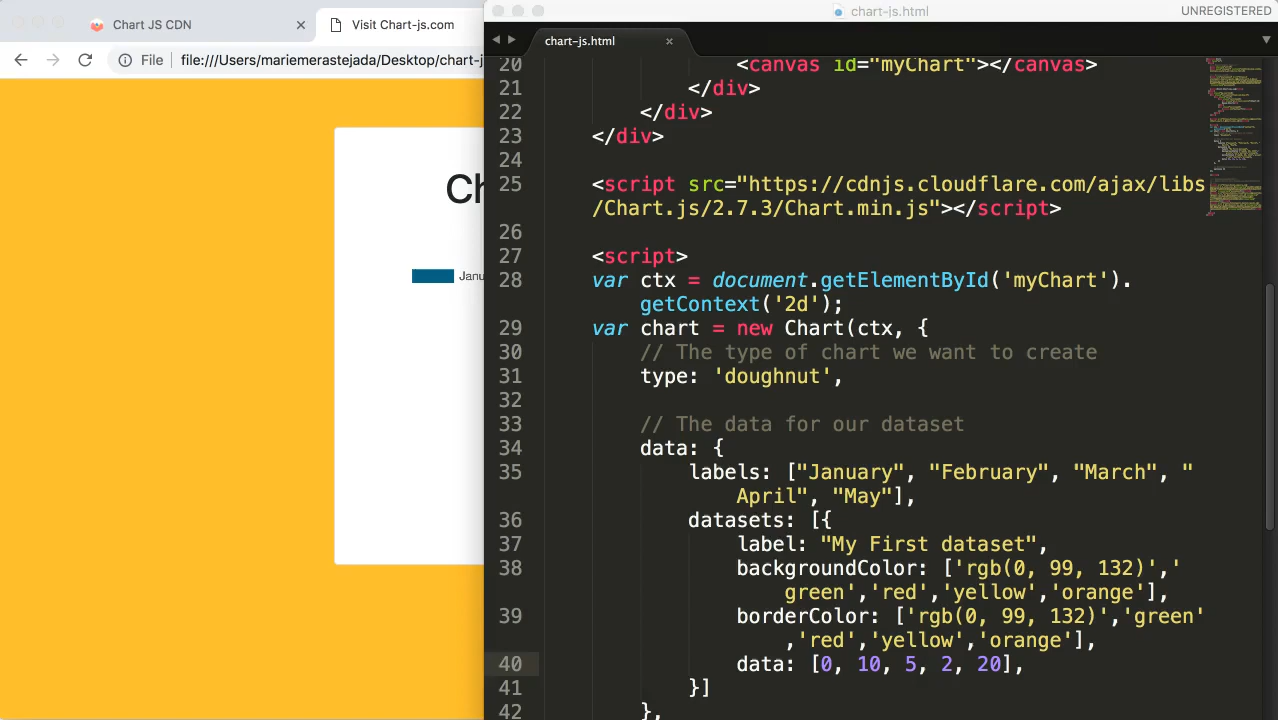 Chart JS CDN
Visit Chart-js.com
File
file:///Users/mariemerastejada/Desktop/chart-j
Janu
chart-js.html
UNREGISTERED
chart-js.html
20 <canvas id="myChart"></canvas>
21 </div>
22 </div>
23 </div>
24
25 <script src="https://cdnjs.cloudflare.com/ajax/libs
/Chart.js/2.7.3/Chart.min.js"></script>
26
27 <script>
28 var ctx = document.getElementById('myChart').
getContext('2d');
29 var chart = new Chart(ctx, {
30 // The type of chart we want to create
31 type: 'doughnut',
32
33 // The data for our dataset
34 data: {
35 labels: ["January", "February", "March", "
April", "May"],
36 datasets: [{
37 label: "My First dataset",
38 backgroundColor: ['rgb(0, 99, 132)','
green','red','yellow','orange'],
39 borderColor: ['rgb(0, 99, 132)','green'
,'red','yellow','orange'],
40 data: [0, 10, 5, 2, 20],
41 }]
42 },